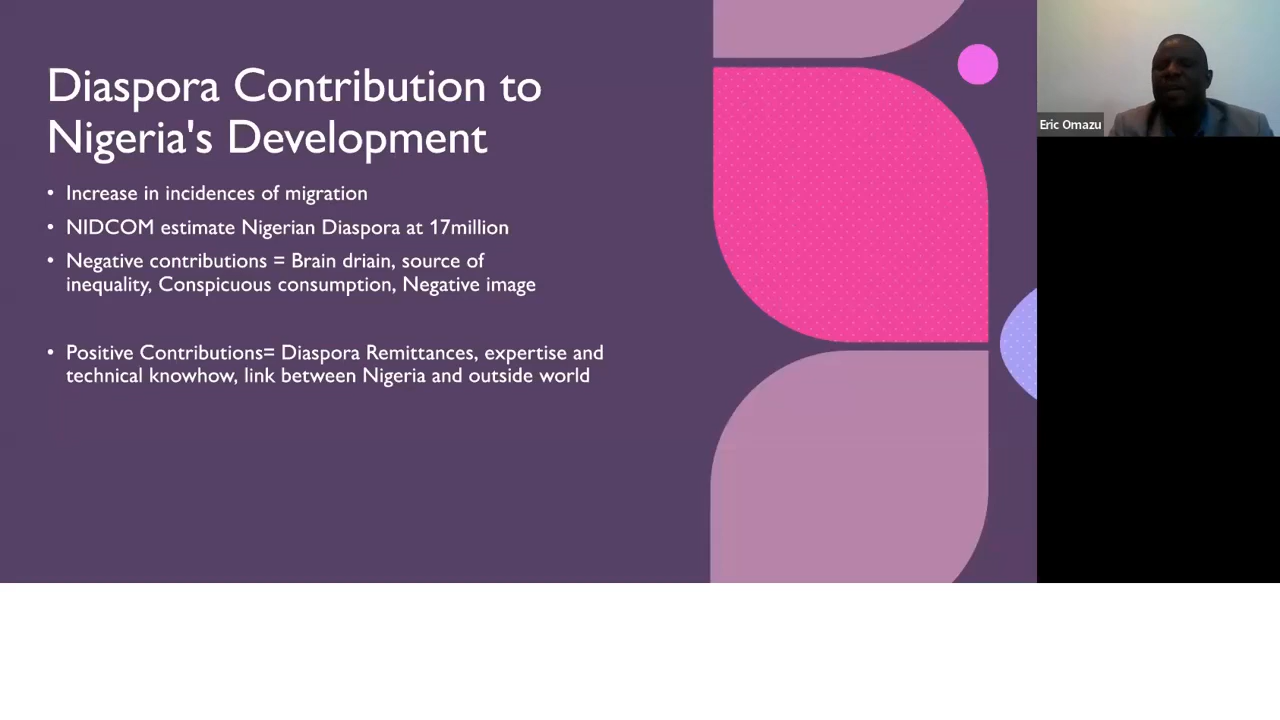 Diaspora Contribution to
Nigeria's Development
• Increase in incidences of migration
• NIDCOM estimate Nigerian Diaspora at 17million
• Negative contributions = Brain driain, source of
inequality, Conspicuous consumption, Negative image
• Positive Contributions= Diaspora Remittances, expertise and
technical knowhow, link between Nigeria and outside world
Eric Omazu